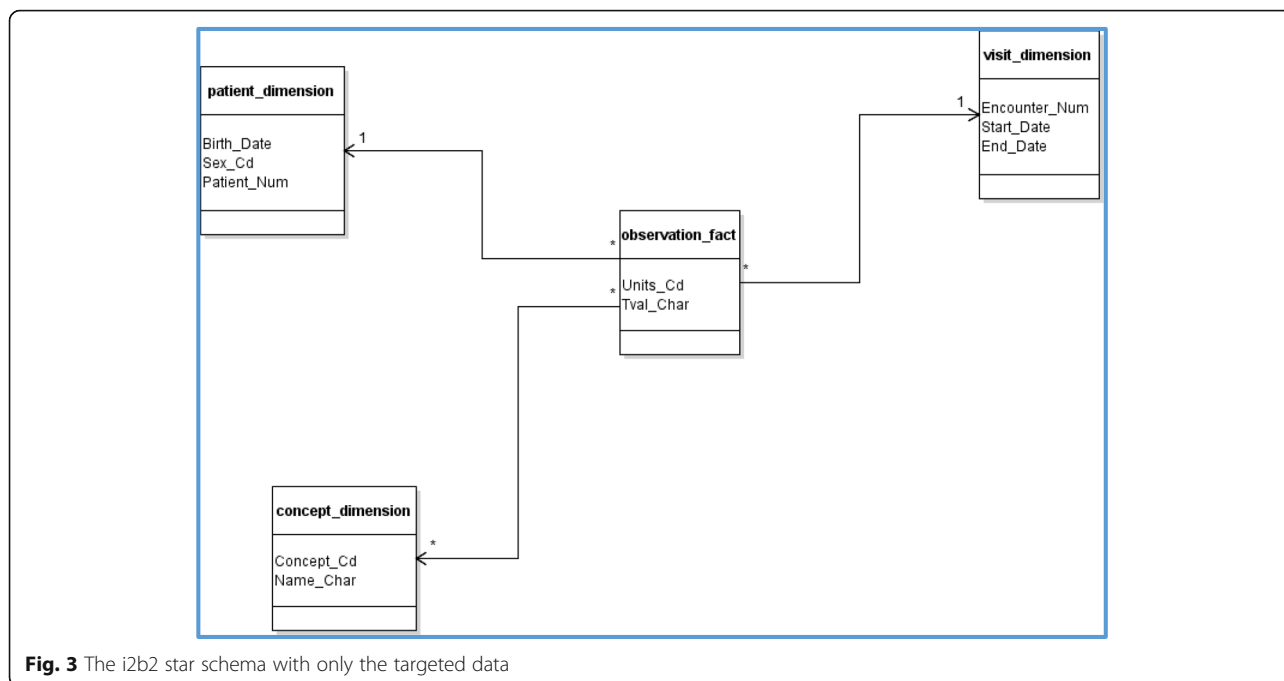 visit_dimension
Encounter_Num
Start_Date
End_Date
1
patient_dimension
Birth_Date
Sex_Cd
Patient_Num
1
observation_fact
Units_Cd
Tval_Char
*
*
*
concept_dimension
Concept_Cd
Name_Char
*
Fig. 3 The i2b2 star schema with only the targeted data